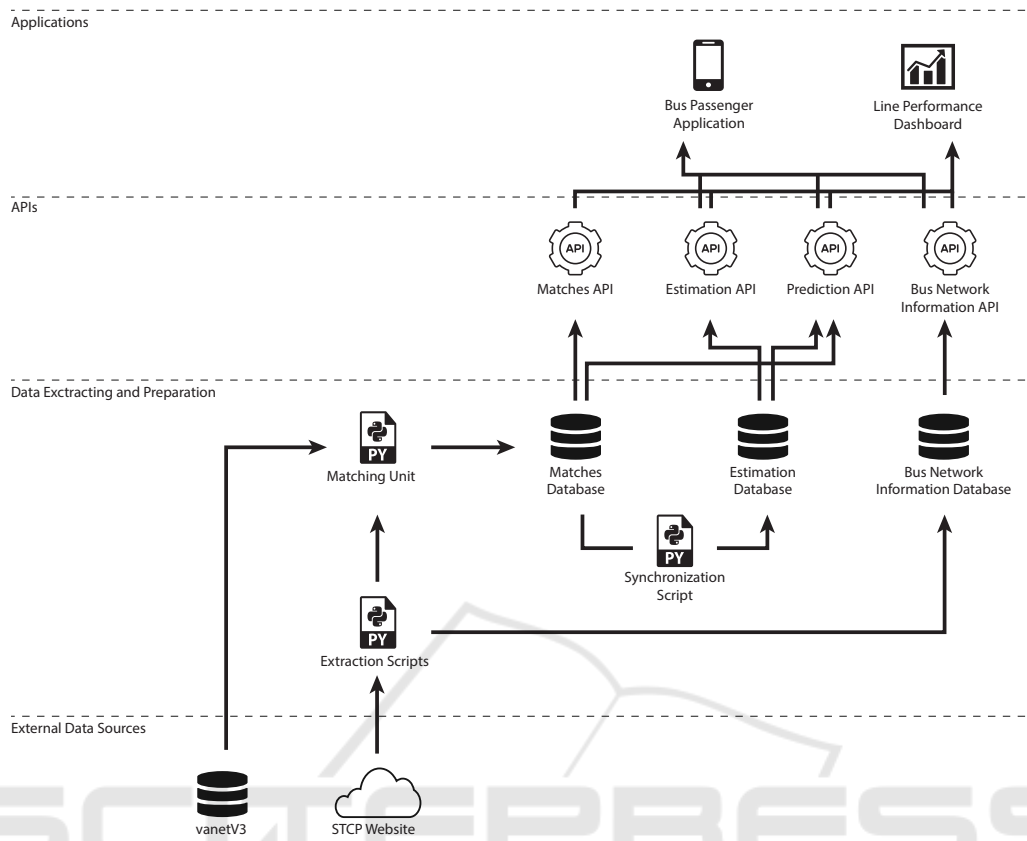 Applications
Bus Passenger
Application
Line Performance
Dashboard
APIs
API
API
API
API
Matches API
Estimation API
Prediction API
Bus Network
Information API
Data Exctracting and Preparation
PY
Matching Unit
Matches
Database
Estimation
Database
Bus Network
Information Database
PY
Synchronization
Script
PY
Extraction Scripts
External Data Sources
vanetV3
STCP Website
SCITEPRESS